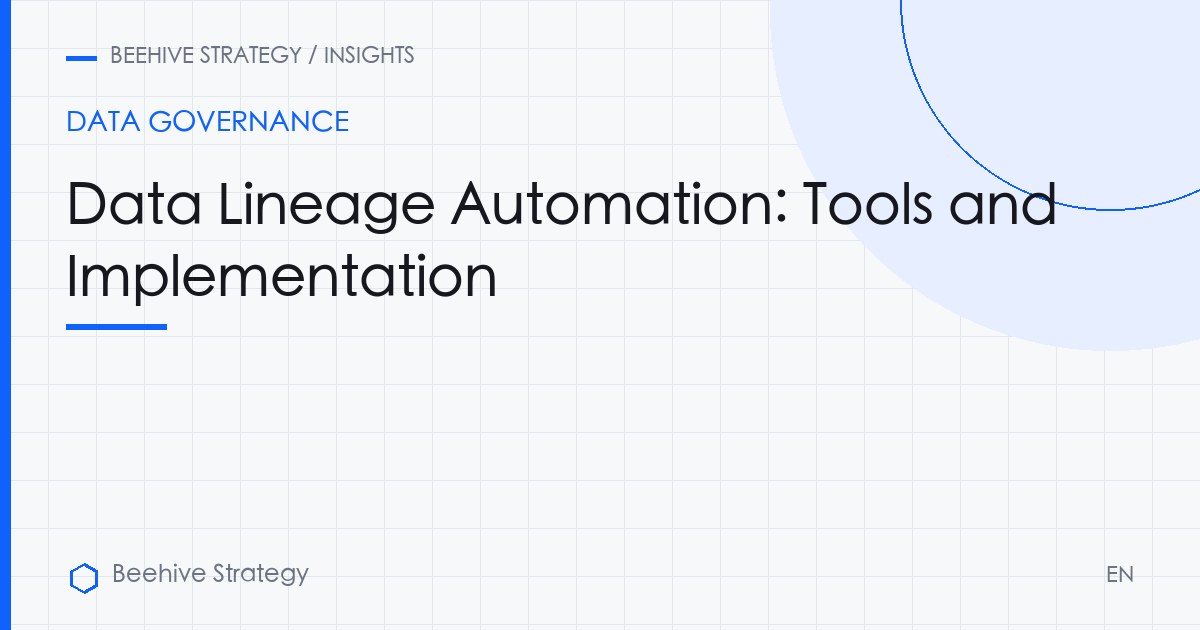 BEEHIVE STRATEGY / INSIGHTS
DATA GOVERNANCE
Data Lineage Automation: Tools and
Implementation
Beehive Strategy
EN